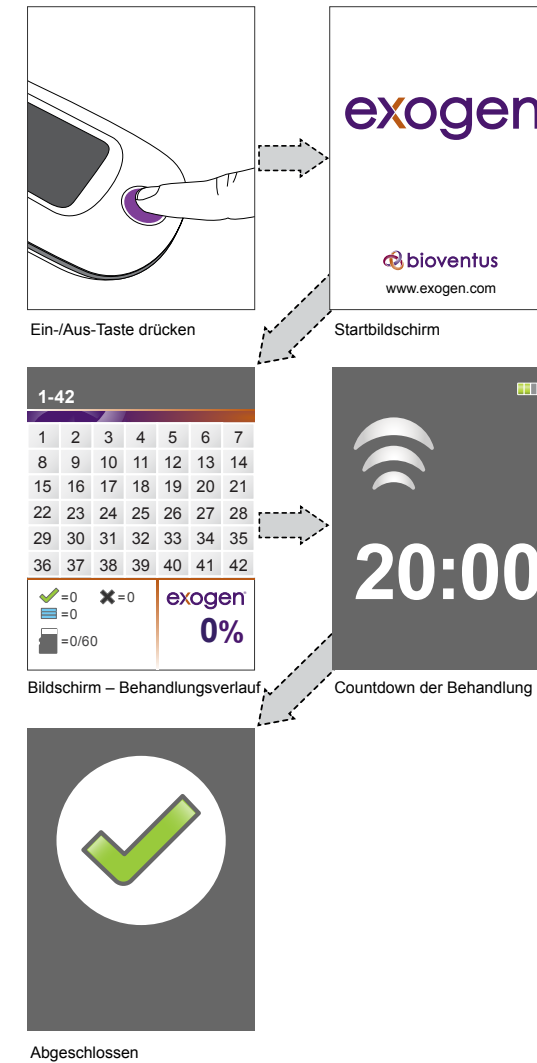 exogen
bioventus
www.exogen.com
Ein-/Aus-Taste drücken
Startbildschirm
1-42
1 2 3 4 5 6 7
8 9 10 11 12 13 14
15 16 17 18 19 20 21
22 23 24 25 26 27 28
29 30 31 32 33 34 35
36 37 38 39 40 41 42
=0 =0
=0
=0/60
exogen
0%
20:00
Bildschirm – Behandlungsverlauf
Countdown der Behandlung
Abgeschlossen